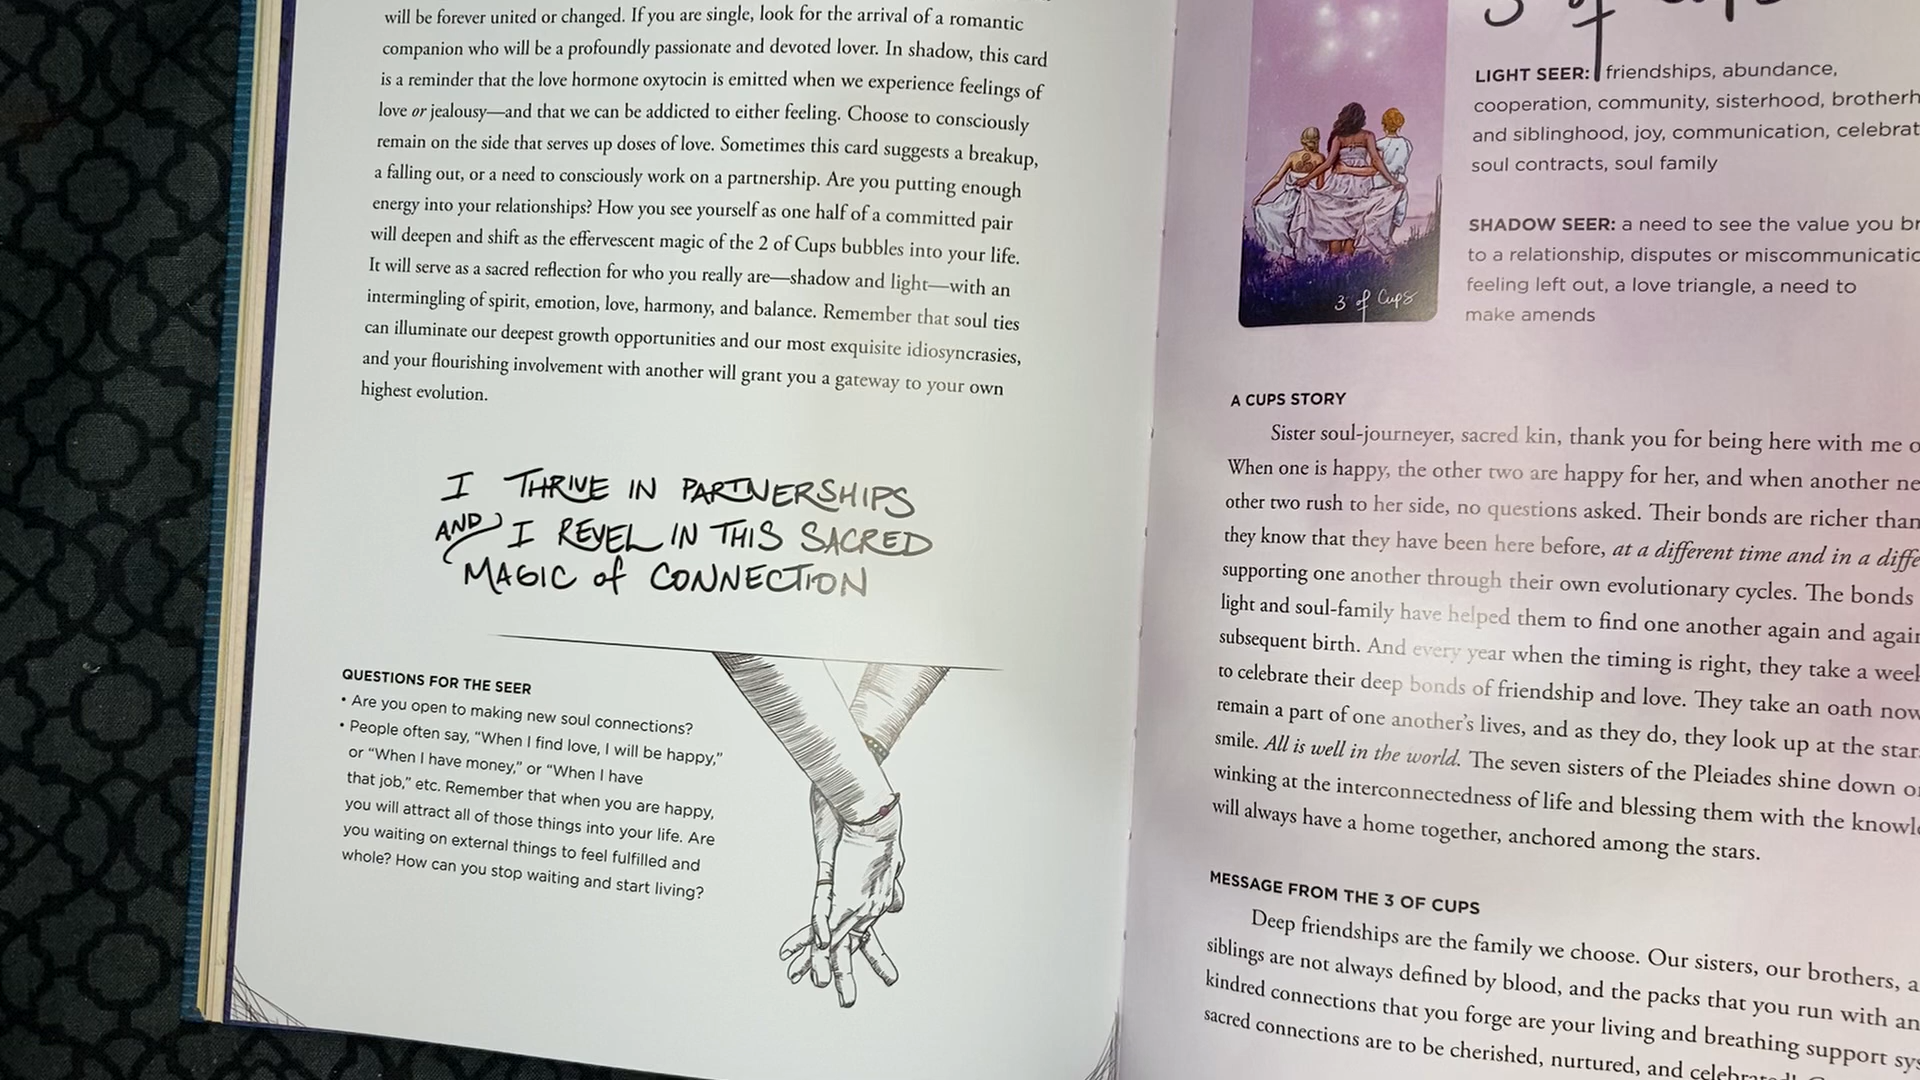 will be forever united or changed. If you are single, look for the arrival of a romantic
companion who will be a profoundly passionate and devoted lover. In shadow, this card
is a reminder that the love hormone oxytocin is emitted when we experience feelings of
love or jealousy—and that we can be addicted to either feeling. Choose to consciously
remain on the side that serves up doses of love. Sometimes this card suggests a breakup,
a falling out, or a need to consciously work on a partnership. Are you putting enough
energy into your relationships? How you see yourself as one half of a committed pair
will deepen and shift as the effervescent magic of the 2 of Cups bubbles into your life.
It will serve as a sacred reflection for who you really are—shadow and light—with an
intermingling of spirit, emotion, love, harmony, and balance. Remember that soul ties
can illuminate our deepest growth opportunities and our most exquisite idiosyncrasies,
and your flourishing involvement with another will grant you a gateway to your own
highest evolution.
I THRIVE IN PARTNERSHIPS
AND I REVEL IN THIS SACRED
MAGIC of CONNECTION
QUESTIONS FOR THE SEER
• Are you open to making new soul connections?
• People often say, “When I find love, I will be happy,”
or “When I have money,” or “When I have
that job,” etc. Remember that when you are happy,
you will attract all of those things into your life. Are
you waiting on external things to feel fulfilled and
whole? How can you stop waiting and start living?
3 of Cups
3 of Cups
LIGHT SEER: friendships, abundance,
cooperation, community, sisterhood,
and siblinghood, joy, communication,
soul contracts, soul family
SHADOW SEER: a need to see the value you
to a relationship, disputes or
feeling left out, a love triangle, a need to
make amends
A CUPS STORY
Sister soul-journeyer, sacred kin, thank you for being here with me
When one is happy, the other two are happy for her, and when another
other two rush to her side, no questions asked. Their bonds are richer than
they know that they have been here before, at a different time and in a
supporting one another through their own evolutionary cycles. The bonds
light and soul-family have helped them to find one another again and
subsequent birth. And every year when the timing is right, they take a
to celebrate their deep bonds of friendship and love. They take an oath
remain a part of one another’s lives, and as they do, they look up at the
smile. All is well in the world. The seven sisters of the Pleiades shine down
winking at the interconnectedness of life and blessing them with the
will always have a home together, anchored among the stars.
MESSAGE FROM THE 3 OF CUPS
Deep friendships are the family we choose. Our sisters, our brothers,
siblings are not always defined by blood, and the packs that you run with
kindred connections that you forge are your living and breathing support
sacred connections are to be cherished, nurtured, and